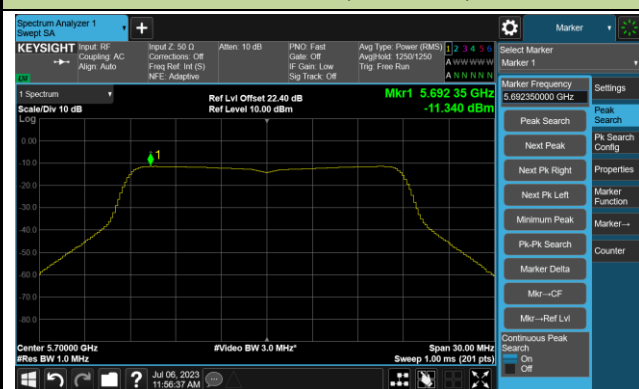 Spectrum Analyzer 1
Swept SA
+
Marker
KEYSIGHT
Input: RF
Coupling: AC
Align: Auto
Input Z: 50 Ω
Corrections: Off
Freq Ref: Int (S)
NFE: Adaptive
Atten: 10 dB
PNO: Fast
Gate: Off
IF Gain: Low
Sig Track: Off
Avg Type: Power (RMS)
Avg|Hold: 1250/1250
Trig: Free Run
1 2 3 4 5 6
A W W W W W
A N N N N N
Select Marker
Marker 1
1 Spectrum
Scale/Div 10 dB
Ref Lvl Offset 22.40 dB
Ref Level 10.00 dBm
Mkr1 5.692 35 GHz
-11.340 dBm
Log
0.00
-10.0
-20.0
-30.0
-40.0
-50.0
-60.0
-70.0
-80.0
1
Center 5.70000 GHz
#Res BW 1.0 MHz
#Video BW 3.0 MHz*
Span 30.00 MHz
Sweep 1.00 ms (201 pts)
Marker Frequency
5.692350000 GHz
Peak Search
Next Peak
Next Pk Right
Next Pk Left
Minimum Peak
Pk-Pk Search
Marker Delta
Mkr→CF
Mkr→Ref Lvl
Continuous Peak
Search
On
Off
Settings
Peak
Search
Pk Search
Config
Properties
Marker
Function
Marker→
Counter
?
Jul 06, 2023
11:56:37 AM